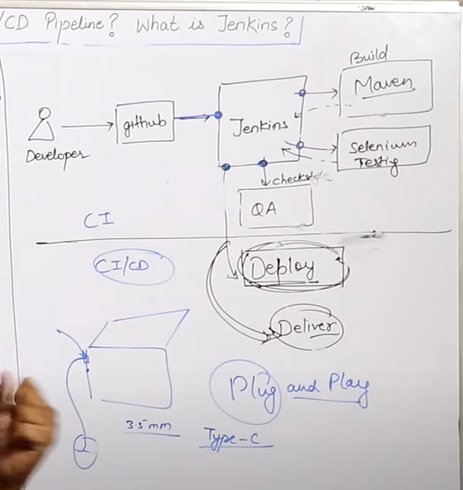 /CD Pipeline? What is Jenkins?
Build
Maven
github
Jenkins
Developer
Selenium
Testing
QA
CI
CI/CD
Deploy
Deliver
Plug and Play
3.5mm
Type-C